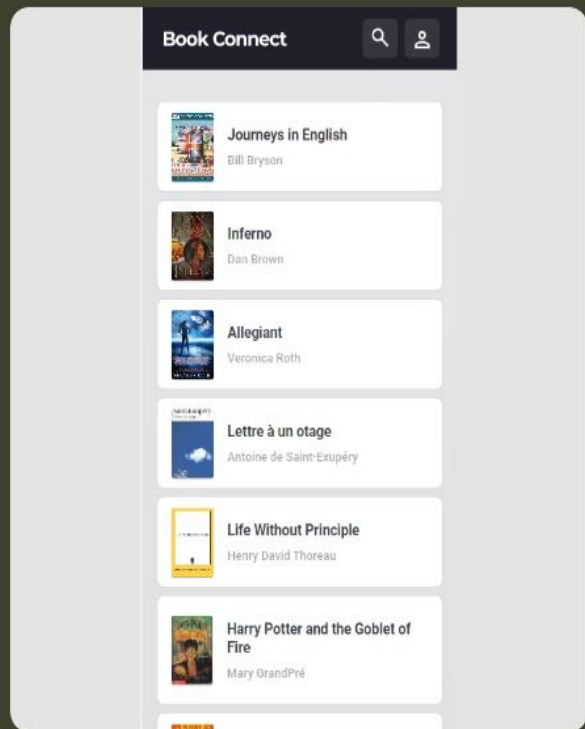 Book Connect
Journeys in English
Bill Bryson
Inferno
Dan Brown
Allegiant
Veronica Roth
Lettre à un otage
Antoine de Saint-Exupéry
Life Without Principle
Henry David Thoreau
Harry Potter and the Goblet of
Fire
Mary GrandPré